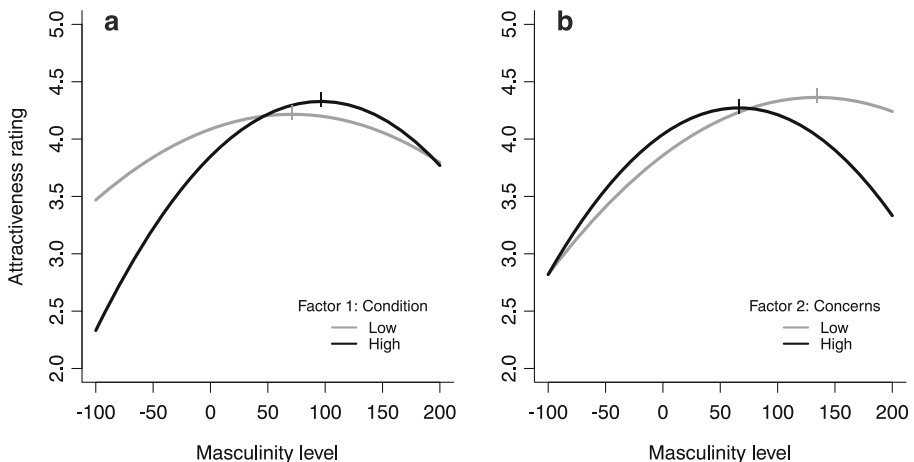 a
b
Attractiveness rating
5.0
4.5
4.0
3.5
3.0
2.5
2.0
Factor 1: Condition
Low
High
-100 -50 0 50 100 150 200
Masculinity level
5.0
4.5
4.0
3.5
3.0
2.5
2.0
Factor 2: Concerns
Low
High
-100 -50 0 50 100 150 200
Masculinity level